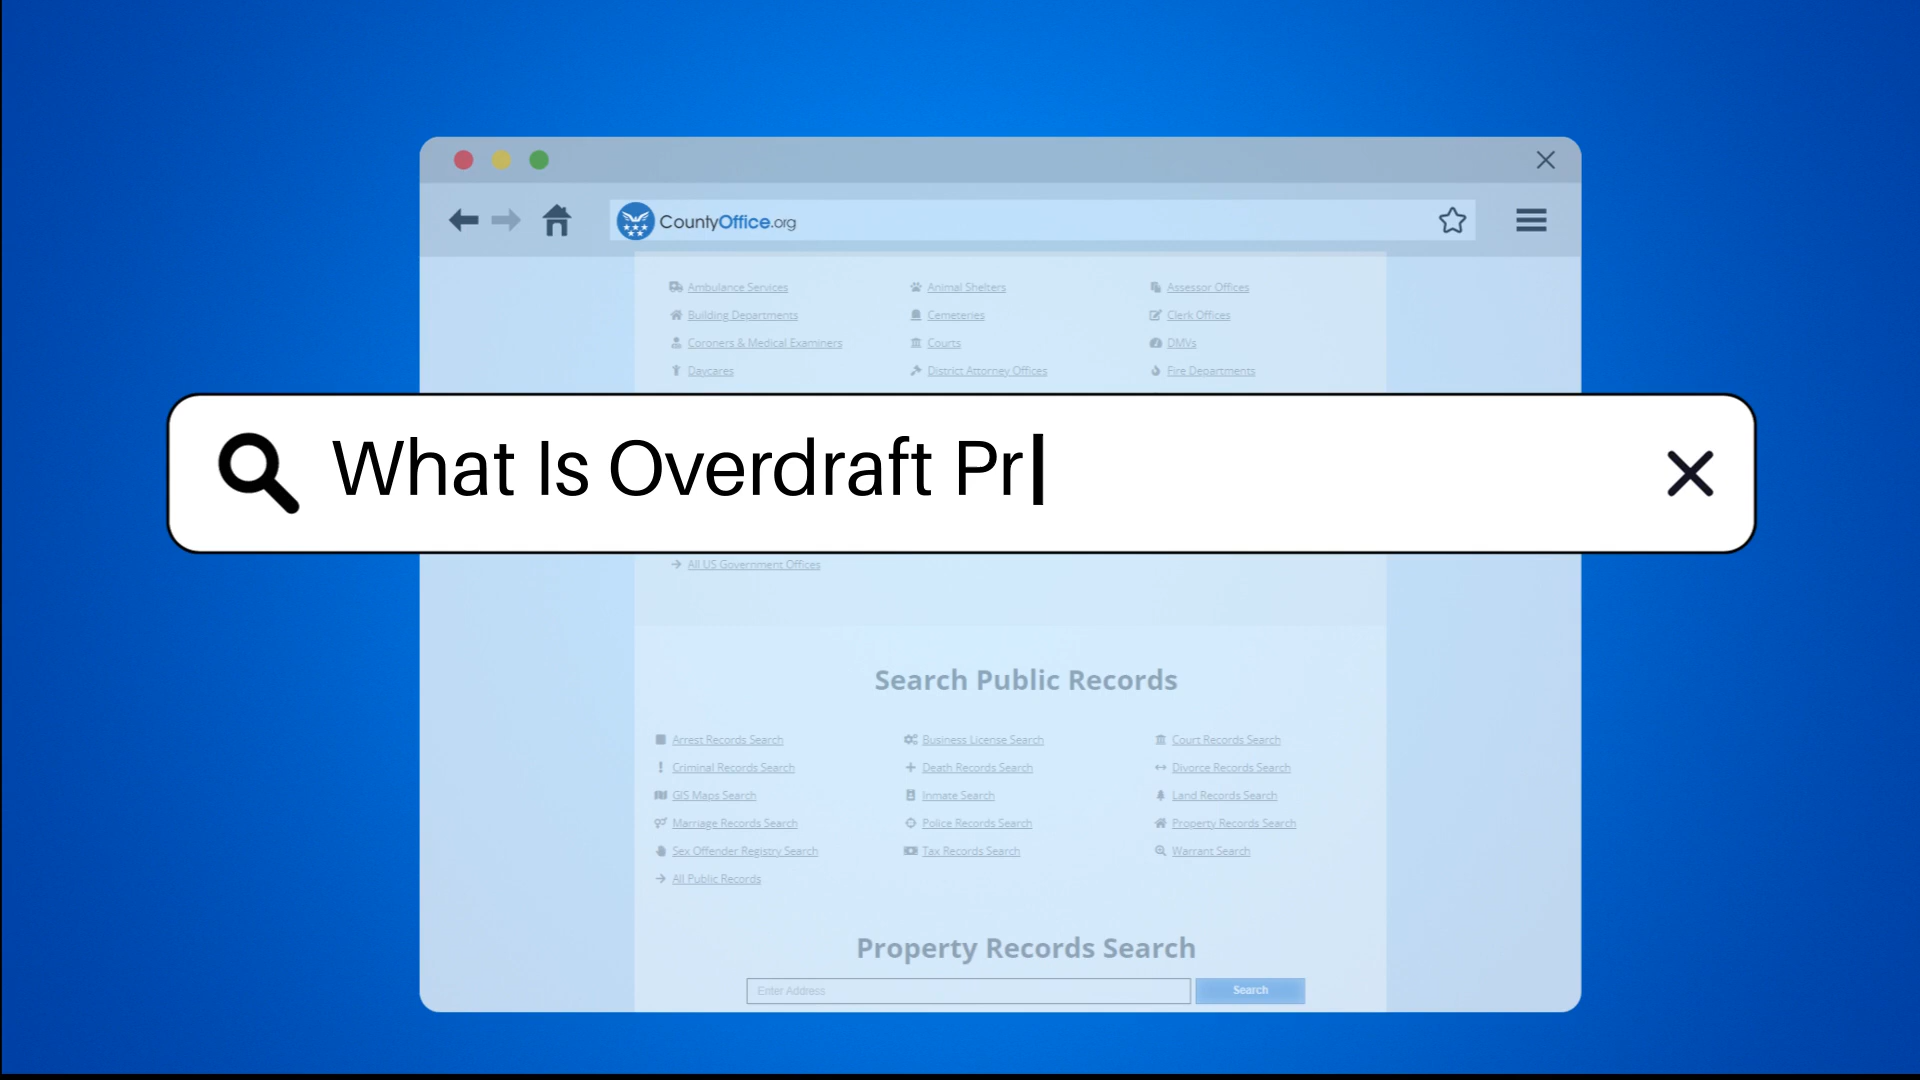 CountyOffice.org
Ambulance Services Animal Shelters Assessor Offices
Building Departments Cemeteries Clerk Offices
Coroners & Medical Examiners Courts DMVs
Daycares District Attorney Offices Fire Departments
What Is Overdraft Pr
All US Government Offices
Search Public Records
Arrest Records Search Business License Search Court Records Search
Criminal Records Search Death Records Search Divorce Records Search
GIS Maps Search Inmate Search Land Records Search
Marriage Records Search Police Records Search Property Records Search
Sex Offender Registry Search Tax Records Search Warrant Search
All Public Records
Property Records Search
Enter Address Search